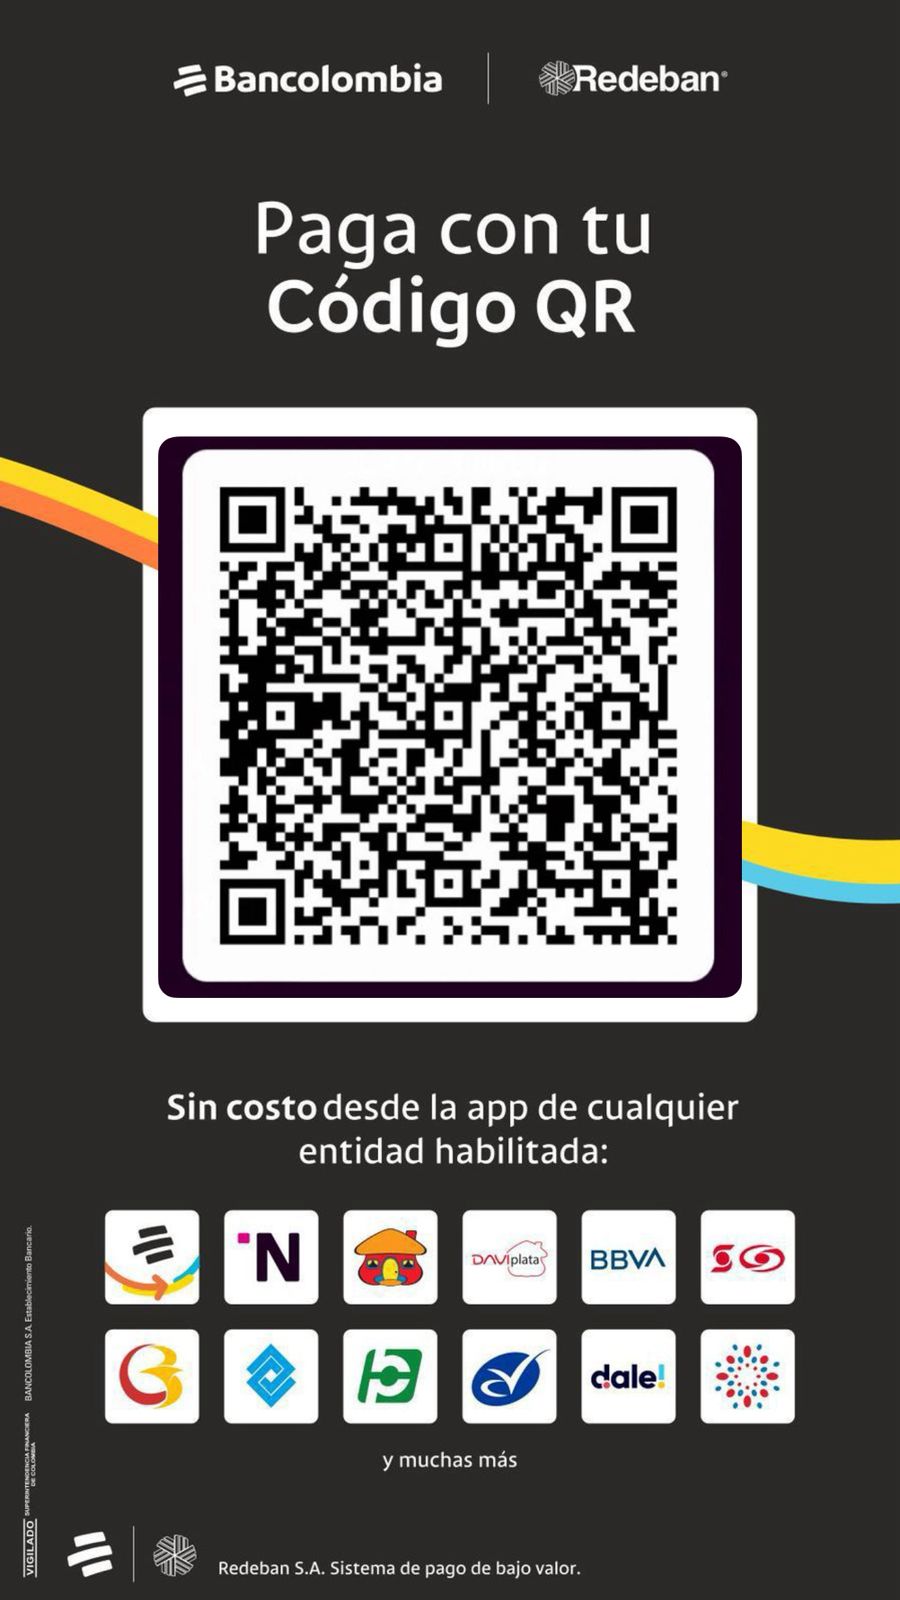 Bancolombia
Redeban®
Paga con tu
Código QR
Sin costo desde la app de cualquier
entidad habilitada:
N
DAVIplata
BBVA
dale!
y muchas más
VIGILADO SUPERINTENDENCIA FINANCIERA
DE COLOMBIA
BANCOLOMBIA S.A. Establecimiento Bancario.
Redeban S.A. Sistema de pago de bajo valor.